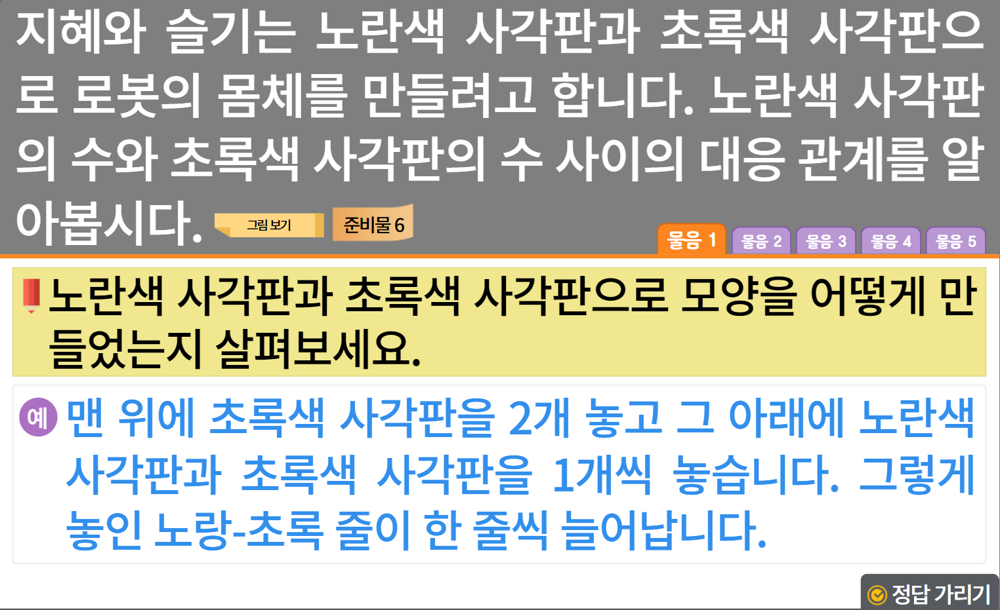 지혜와 슬기는 노란색 사각판과 초록색 사각판으
로 로봇의 몸체를 만들려고 합니다. 노란색 사각판
의 수와 초록색 사각판의 수 사이의 대응 관계를 알
아봅시다. 그림 보기 준비물 6
물음 1 물음 2 물음 3 물음 4 물음 5
노란색 사각판과 초록색 사각판으로 모양을 어떻게 만
들었는지 살펴보세요.
예 맨 위에 초록색 사각판을 2개 놓고 그 아래에 노란색
사각판과 초록색 사각판을 1개씩 놓습니다. 그렇게
놓인 노랑-초록 줄이 한 줄씩 늘어납니다.
정답 가리기